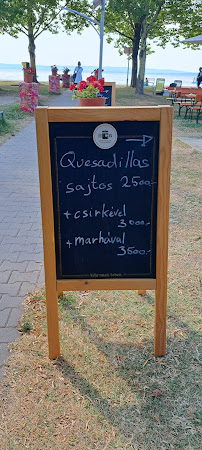 Quesadillas
sajtos 2500.-
+ csirkével
3000.-
+ marhával
3500.-